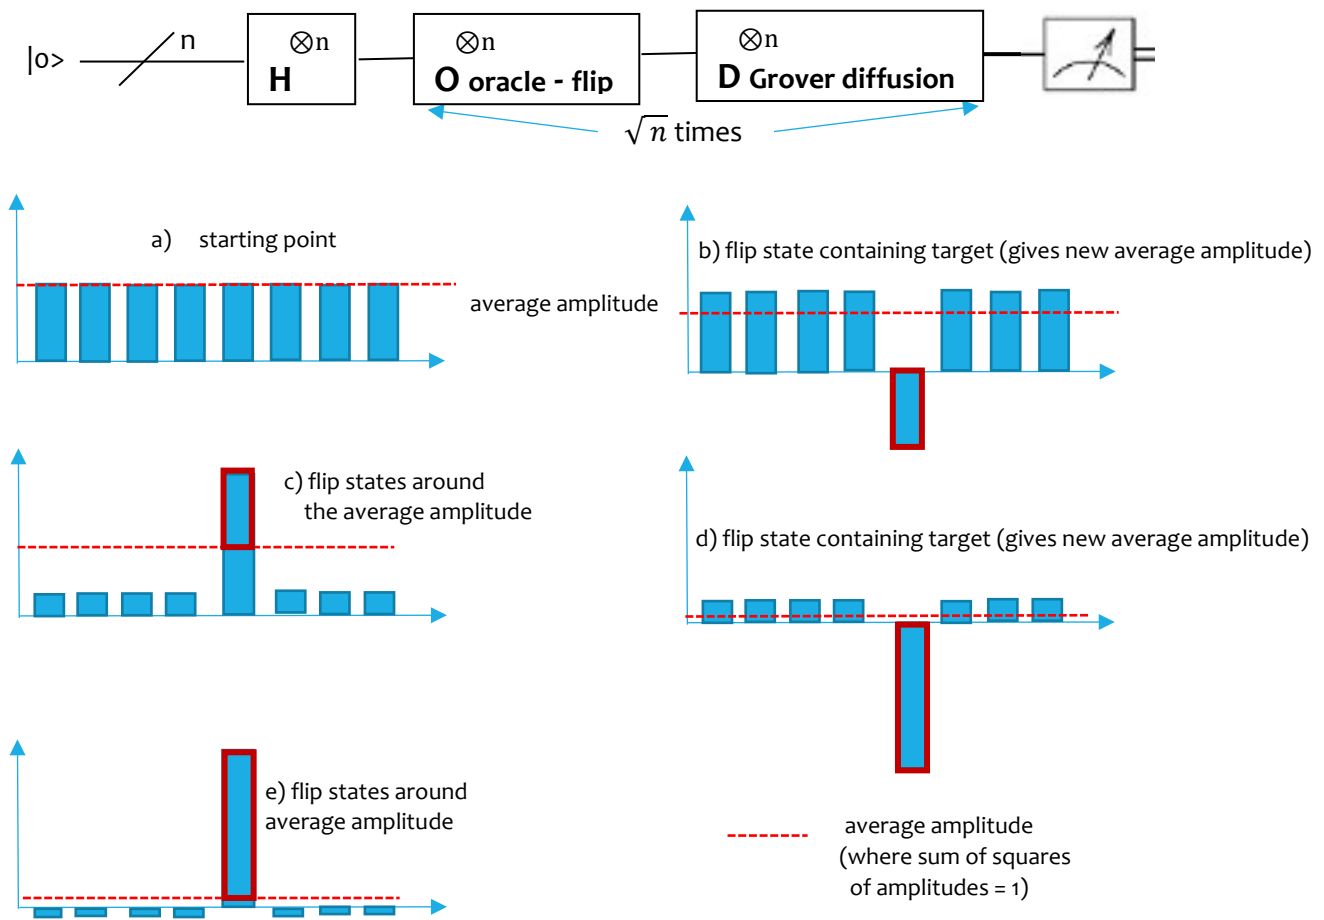 |0> n
⊗n
H
⊗n
O oracle - flip
⊗n
D Grover diffusion
√n times
a) starting point
average amplitude
b) flip state containing target (gives new average amplitude)
c) flip states around
the average amplitude
d) flip state containing target (gives new average amplitude)
e) flip states around
average amplitude
average amplitude
(where sum of squares
of amplitudes = 1)